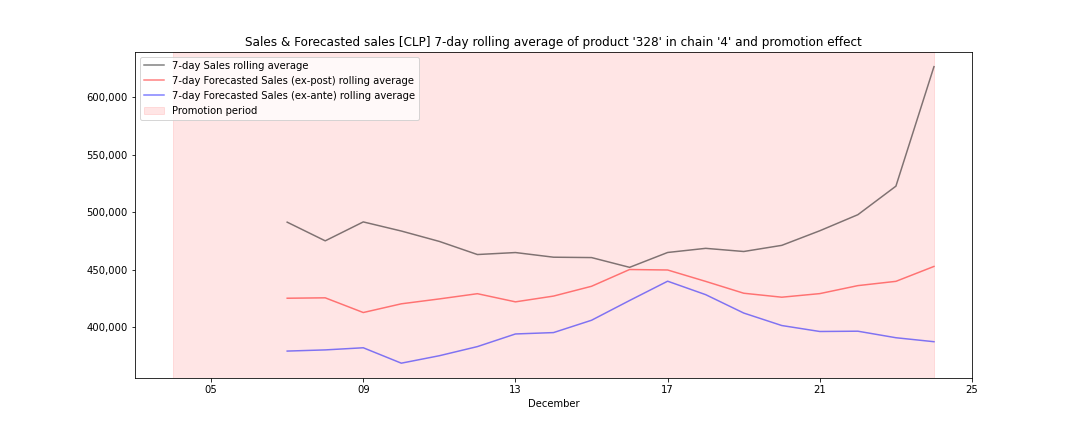 Sales & Forecasted sales [CLP] 7-day rolling average of product '328' in chain '4' and promotion effect
7-day Sales rolling average
7-day Forecasted Sales (ex-post) rolling average
7-day Forecasted Sales (ex-ante) rolling average
Promotion period
600,000
550,000
500,000
450,000
400,000
05 09 13 17 21 25
December